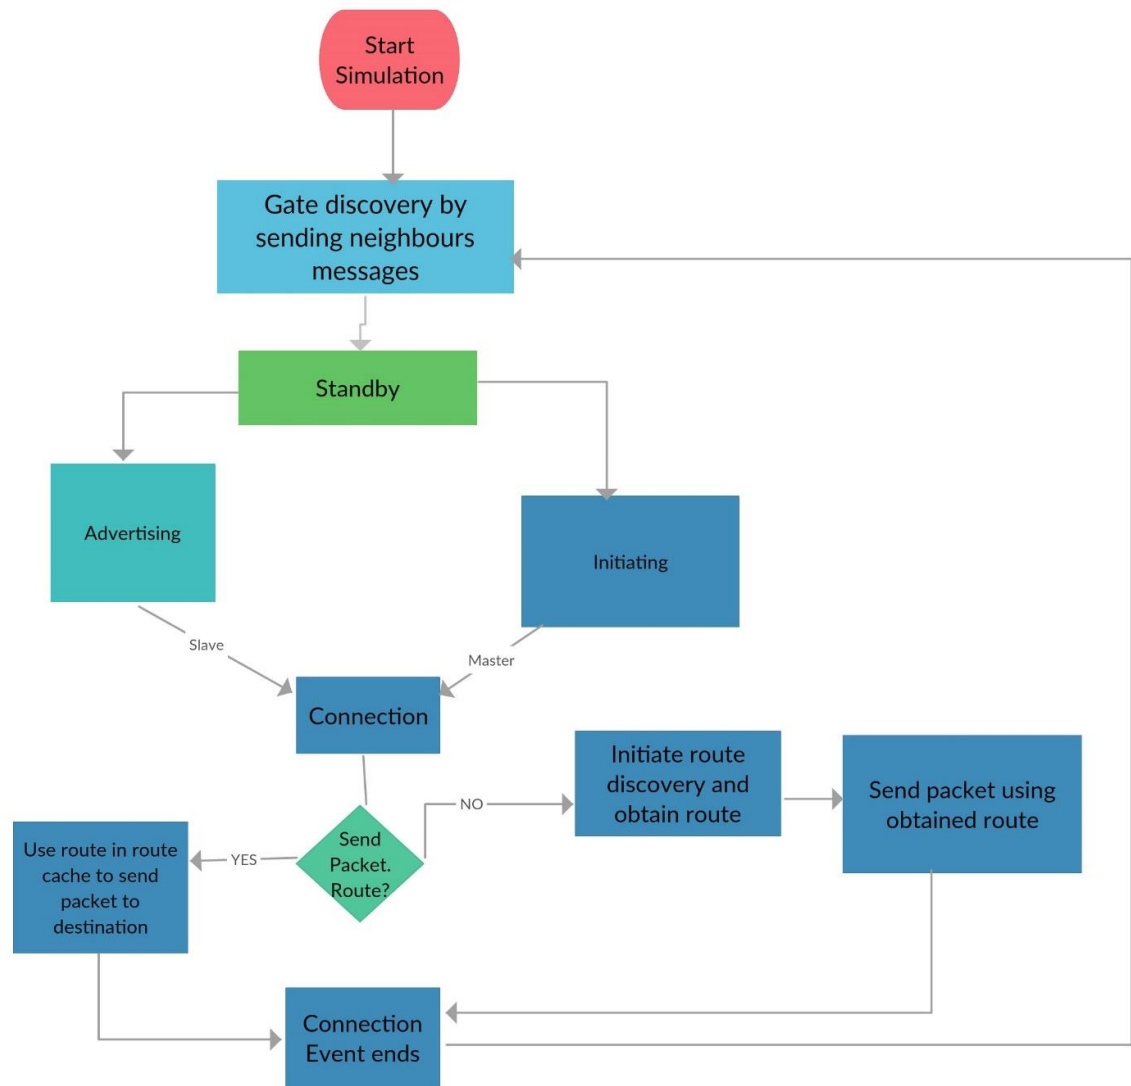 Start
Simulation
Gate discovery by
sending neighbours
messages
Standby
Advertising
Initiating
Slave
Master
Connection
Initiate route
discovery and
obtain route
Send packet using
obtained route
NO
Send
Packet.
Route?
YES
Use route in route
cache to send
packet to
destination
Connection
Event ends